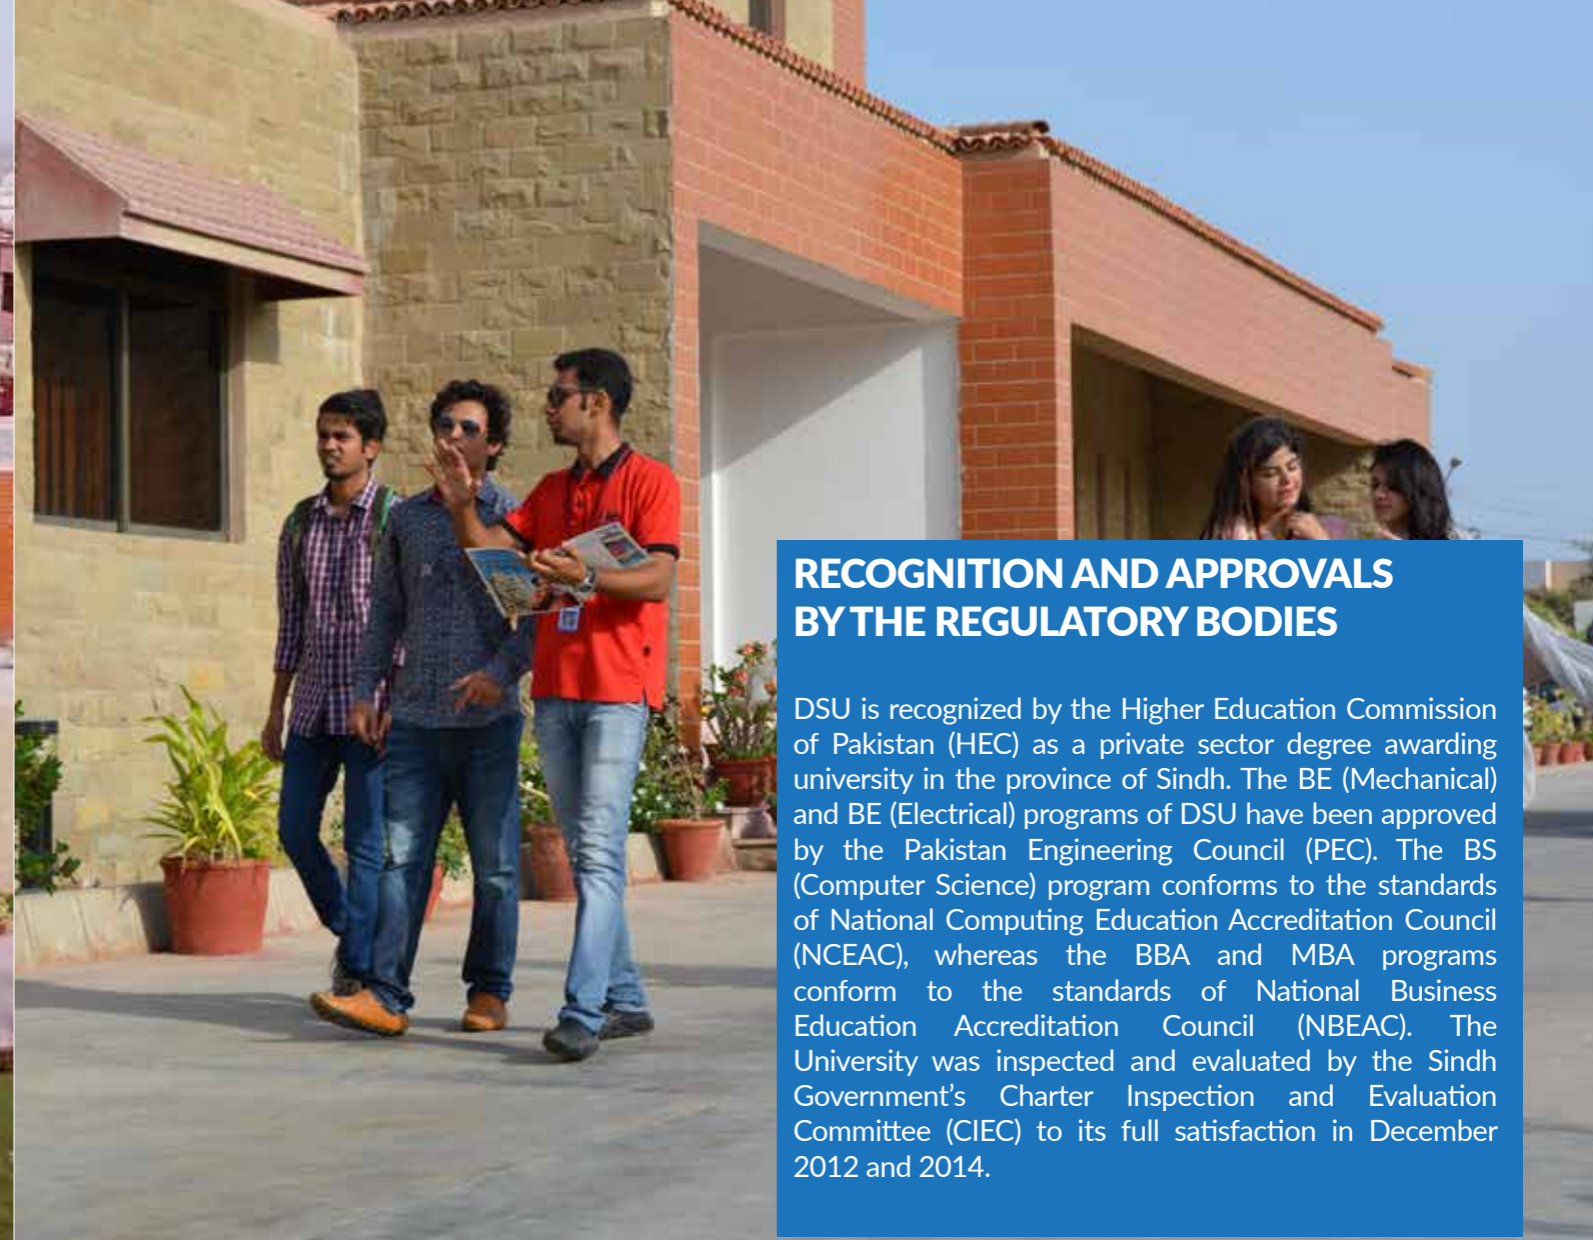 RECOGNITION AND APPROVALS
BY THE REGULATORY BODIES
DSU is recognized by the Higher Education Commission
of Pakistan (HEC) as a private sector degree awarding
university in the province of Sindh. The BE (Mechanical)
and BE (Electrical) programs of DSU have been approved
by the Pakistan Engineering Council (PEC). The BS
(Computer Science) program conforms to the standards
of National Computing Education Accreditation Council
(NCEAC), whereas the BBA and MBA programs
conform to the standards of National Business
Education Accreditation Council (NBEAC). The
University was inspected and evaluated by the Sindh
Government’s Charter Inspection and Evaluation
Committee (CIEC) to its full satisfaction in December
2012 and 2014.